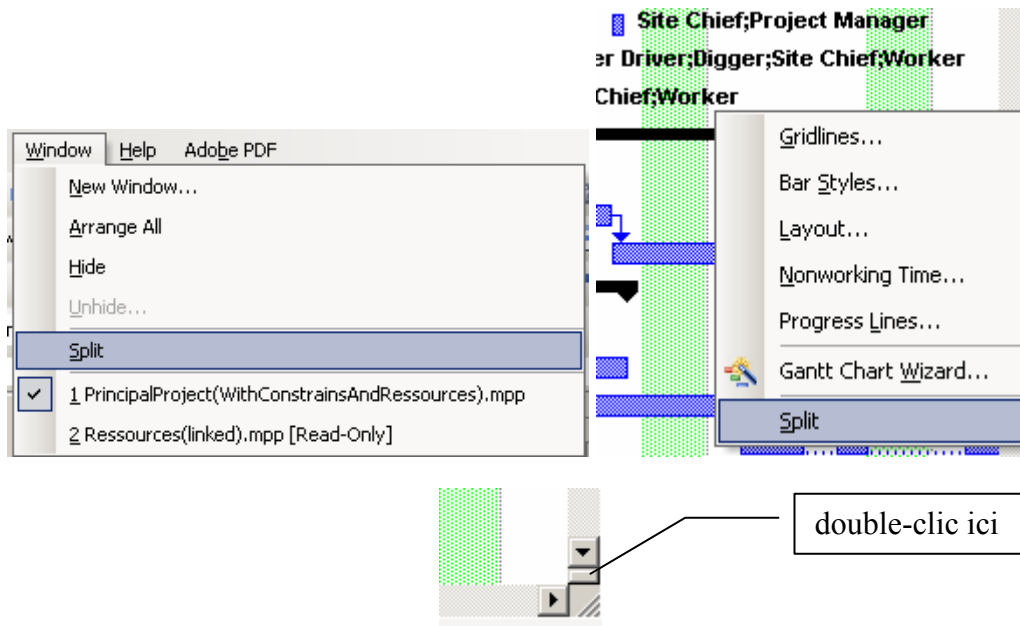 Window Help Adobe PDF
New Window...
Arrange All
Hide
Unhide...
Split
1 PrincipalProject(WithConstrainsAndRessources).mpp
2 Ressources(linked).mpp [Read-Only]
Site Chief;Project Manager
er Driver;Digger;Site Chief;Worker
Chief;Worker
Gridlines...
Bar Styles...
Layout...
Nonworking Time...
Progress Lines...
Gantt Chart Wizard...
Split
double-clic ici